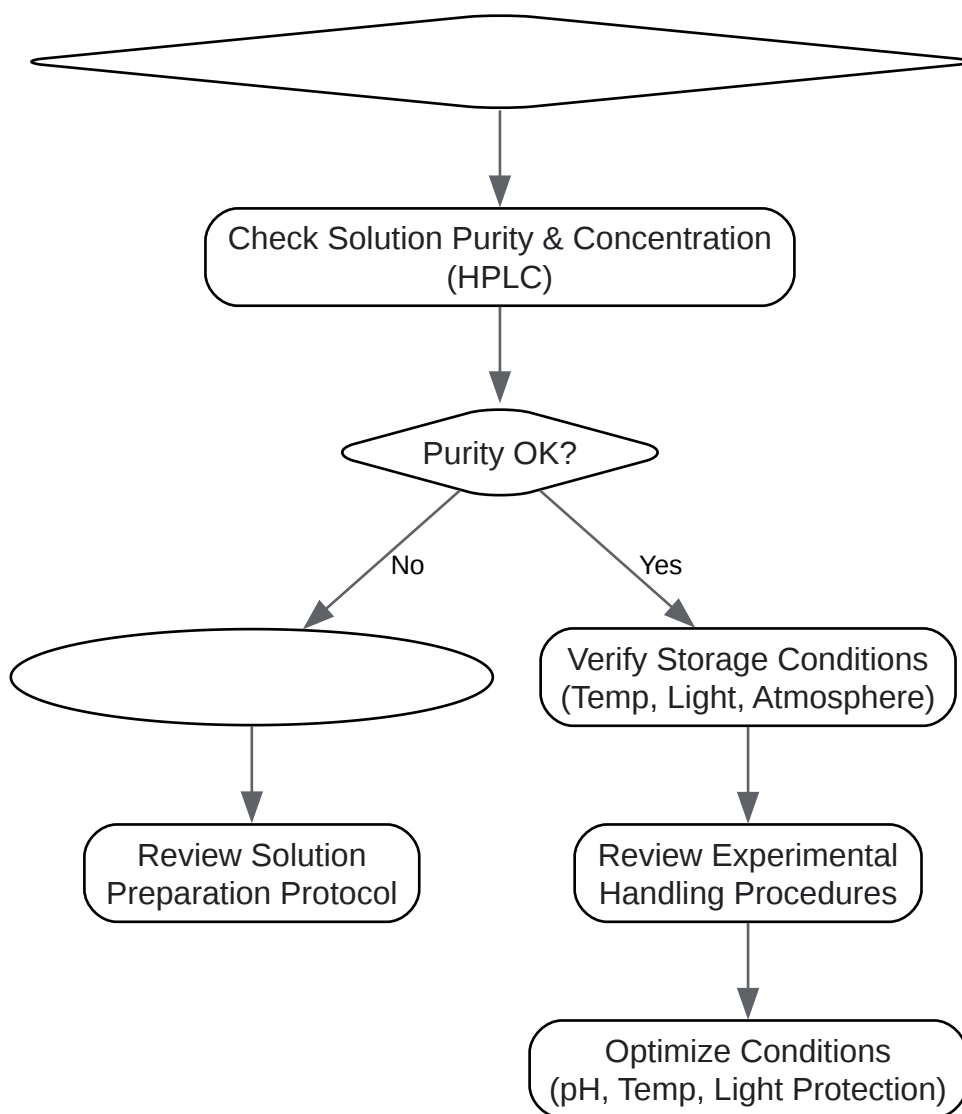 Check Solution Purity & Concentration
(HPLC)
Purity OK?
No
Yes
Verify Storage Conditions
(Temp, Light, Atmosphere)
Review Solution
Preparation Protocol
Review Experimental
Handling Procedures
Optimize Conditions
(pH, Temp, Light Protection)